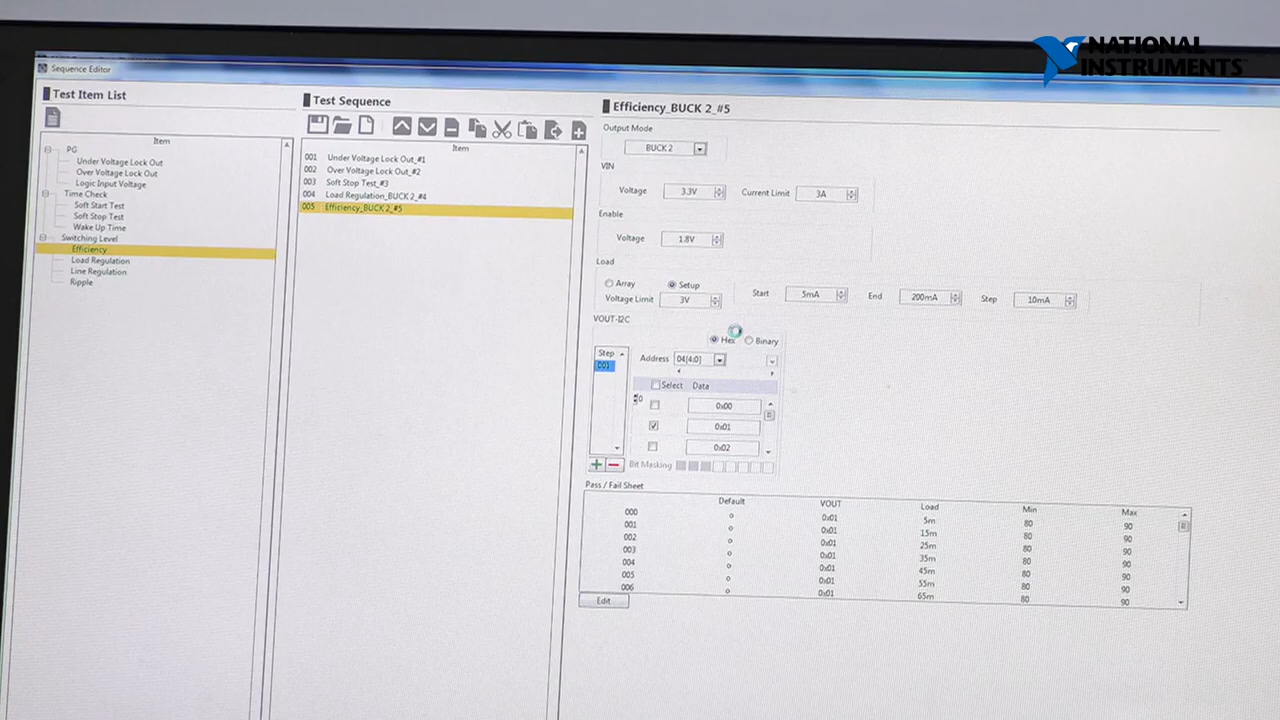 NATIONAL
INSTRUMENTS
Sequence Editor
Test Item List
Item
PG
Under Voltage Lock Out
Over Voltage Lock Out
Logic Input Voltage
Time Check
Soft Start Test
Soft Stop Test
Wake Up Time
Switching Level
Efficiency
Load Regulation
Line Regulation
Ripple
Test Sequence
Item
001 Under Voltage Lock Out_#1
002 Over Voltage Lock Out_#2
003 Soft Stop Test_#3
004 Load Regulation_BUCK 2_#4
005 Efficiency_BUCK 2_#5
Efficiency_BUCK 2_#5
Output Mode
BUCK 2
VIN
Voltage 3.3V Current Limit 3A
Enable
Voltage 1.8V
Load
Array Setup
Voltage Limit 3V Start 5mA End 200mA Step 10mA
VOUT-I2C
Hex Binary
Step Address 04[4:0]
001
Select Data
0 0x00
0x01
0x02
Bit Masking
Pass / Fail Sheet
Default VOUT Load Min Max
000 o 0x01 5m 80 90
001 o 0x01 15m 80 90
002 o 0x01 25m 80 90
003 o 0x01 35m 80 90
004 o 0x01 45m 80 90
005 o 0x01 55m 80 90
006 o 0x01 65m 80 90
Edit